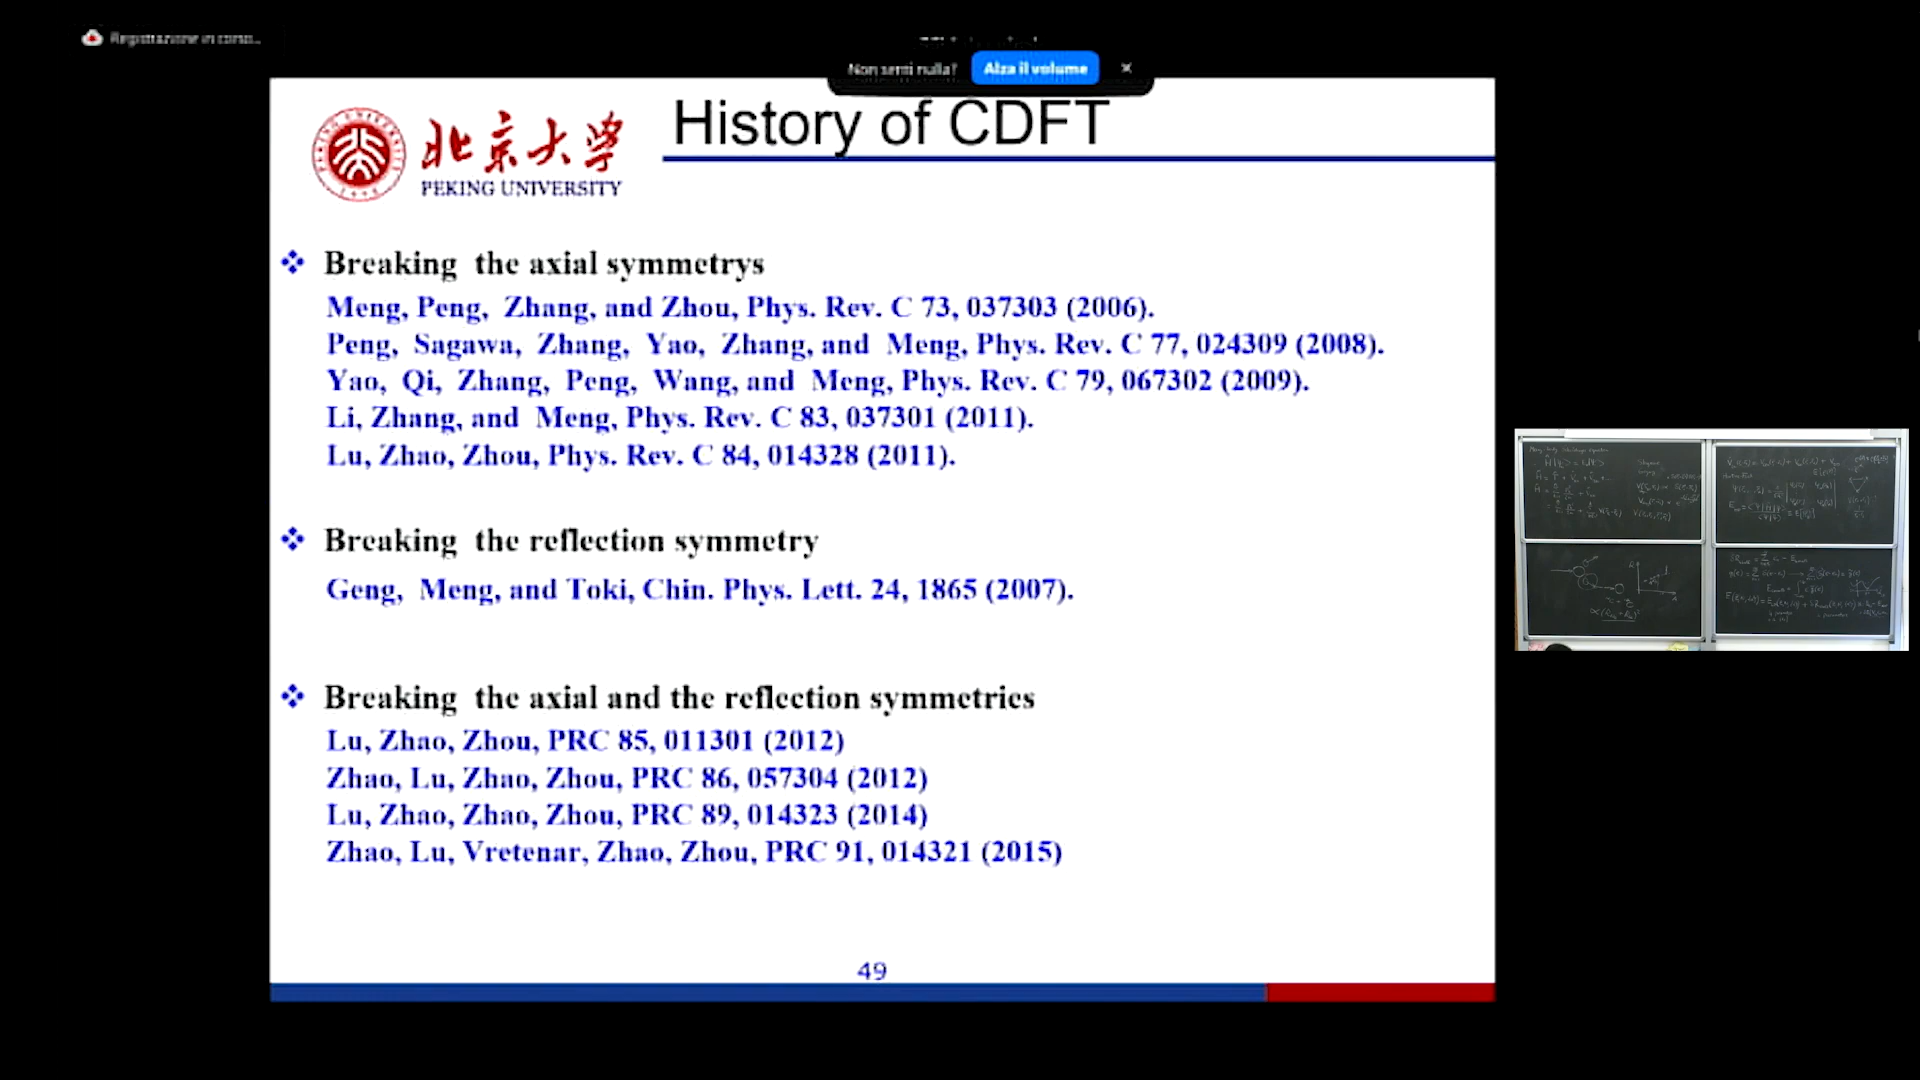 Registrazione in corso...
Non senti nulla? Alza il volume
History of CDFT
北京大学
PEKING UNIVERSITY
Breaking the axial symmetrys
Meng, Peng, Zhang, and Zhou, Phys. Rev. C 73, 037303 (2006).
Peng, Sagawa, Zhang, Yao, Zhang, and Meng, Phys. Rev. C 77, 024309 (2008).
Yao, Qi, Zhang, Peng, Wang, and Meng, Phys. Rev. C 79, 067302 (2009).
Li, Zhang, and Meng, Phys. Rev. C 83, 037301 (2011).
Lu, Zhao, Zhou, Phys. Rev. C 84, 014328 (2011).
Breaking the reflection symmetry
Geng, Meng, and Toki, Chin. Phys. Lett. 24, 1865 (2007).
Breaking the axial and the reflection symmetries
Lu, Zhao, Zhou, PRC 85, 011301 (2012)
Zhao, Lu, Zhao, Zhou, PRC 86, 057304 (2012)
Lu, Zhao, Zhao, Zhou, PRC 89, 014323 (2014)
Zhao, Lu, Vretenar, Zhao, Zhou, PRC 91, 014321 (2015)
49